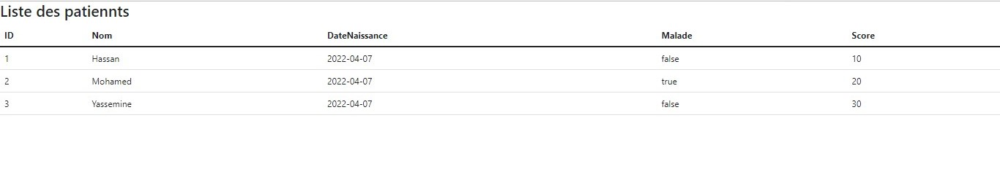 Liste des patiennts
ID Nom DateNaissance Malade Score
1 Hassan 2022-04-07 false 10
2 Mohamed 2022-04-07 true 20
3 Yassemine 2022-04-07 false 30